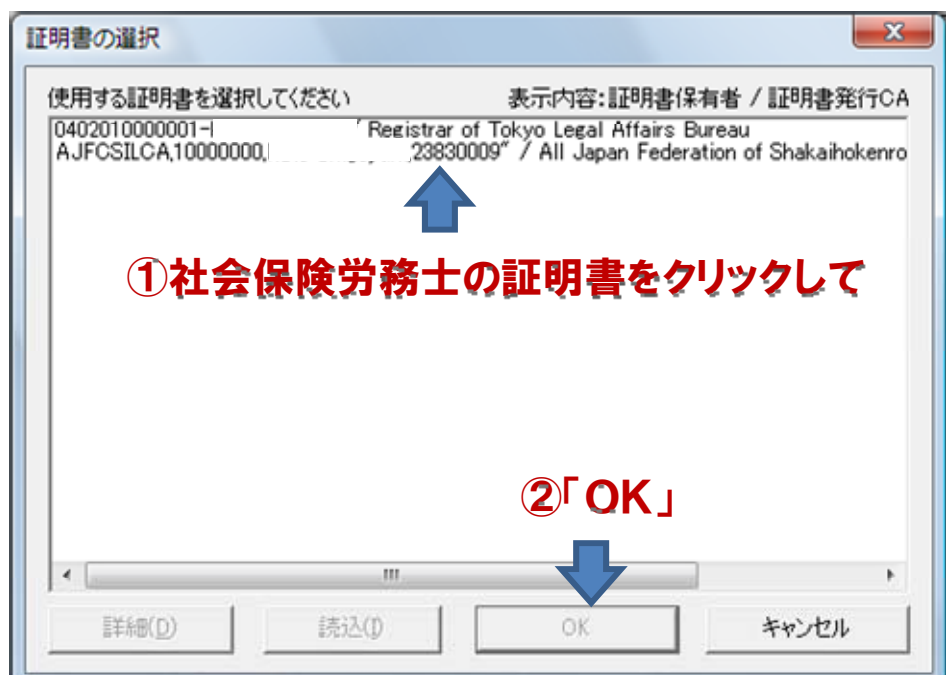 証明書の選択
使用する証明書を選択してください 表示内容:証明書保有者 / 証明書発行CA
0402010000001- Registrar of Tokyo Legal Affairs Bureau
AJFCSILCA,10000000, ,23830009" / All Japan Federation of Shakaihokenro
①社会保険労務士の証明書をクリックして
②「OK」
詳細(D) 読込(I) OK キャンセル